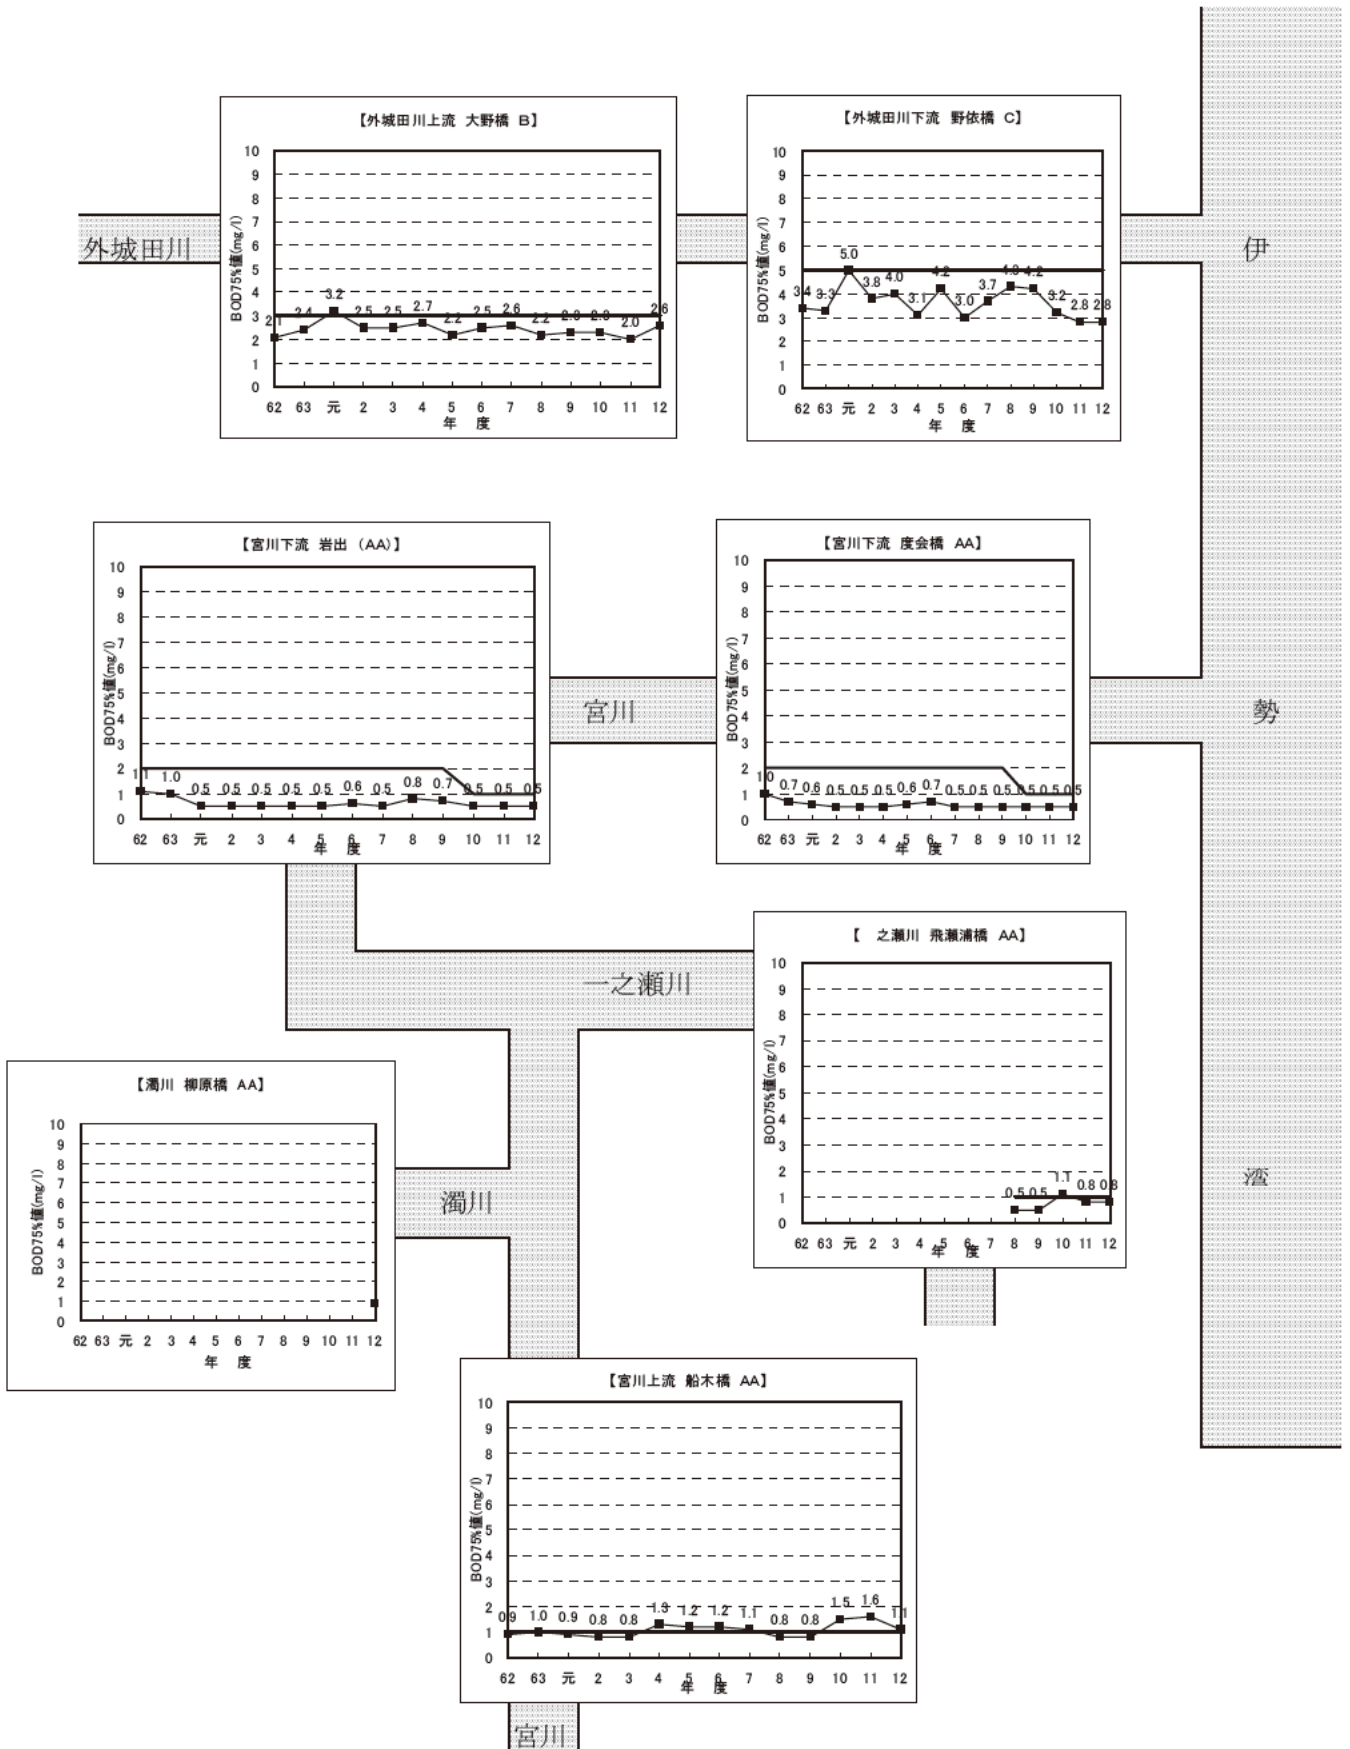 【外城田川上流 大野橋 B】
BOD75%値(mg/l)
10
9
8
7
6
5
4
3
2
1
0
2.1 2.4 3.2 2.5 2.5 2.7 2.2 2.5 2.6 2.2 2.3 2.3 2.0 2.6
62 63 元 2 3 4 5 6 7 8 9 10 11 12
年 度
【外城田川下流 野依橋 C】
BOD75%値(mg/l)
10
9
8
7
6
5
4
3
2
1
0
3.4 3.3 5.0 3.8 4.0 3.1 4.2 3.0 3.7 4.3 4.2 3.2 2.8 2.8
62 63 元 2 3 4 5 6 7 8 9 10 11 12
年 度
外城田川
伊
【宮川下流 岩出 (AA)】
BOD75%値(mg/l)
10
9
8
7
6
5
4
3
2
1
0
1.1 1.0 0.5 0.5 0.5 0.5 0.5 0.6 0.5 0.8 0.7 0.5 0.5 0.5
62 63 元 2 3 4 5 6 7 8 9 10 11 12
年 度
宮川
【宮川下流 度会橋 AA】
BOD75%値(mg/l)
10
9
8
7
6
5
4
3
2
1
0
1.0 0.7 0.6 0.5 0.5 0.5 0.6 0.7 0.5 0.5 0.5 0.5 0.5 0.5
62 63 元 2 3 4 5 6 7 8 9 10 11 12
年 度
勢
一之瀬川
【 之瀬川 飛瀬浦橋 AA】
BOD75%値(mg/l)
10
9
8
7
6
5
4
3
2
1
0
0.5 0.5 1.1 0.8 0.8
62 63 元 2 3 4 5 6 7 8 9 10 11 12
年 度
【濁川 柳原橋 AA】
BOD75%値(mg/l)
10
9
8
7
6
5
4
3
2
1
0
62 63 元 2 3 4 5 6 7 8 9 10 11 12
年 度
濁川
湾
【宮川上流 船木橋 AA】
BOD75%値(mg/l)
10
9
8
7
6
5
4
3
2
1
0
0.9 1.0 0.9 0.8 0.8 1.3 1.2 1.2 1.1 0.8 0.8 1.5 1.6 1.1
62 63 元 2 3 4 5 6 7 8 9 10 11 12
年 度
宮川